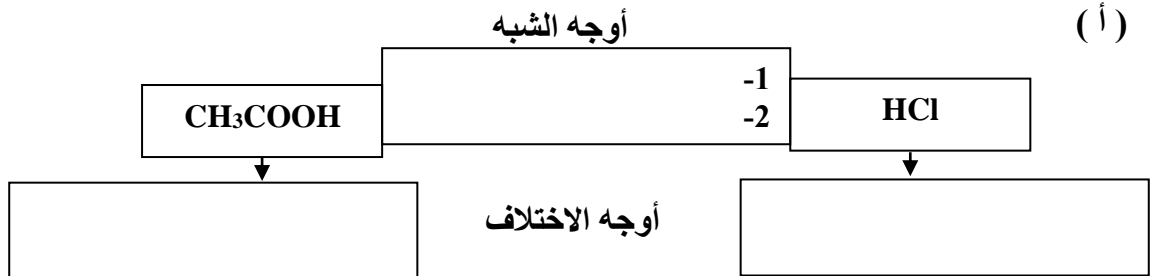 ( أ )
أوجه الشبه
1-
2-
HCl
CH₃COOH
أوجه الاختلاف